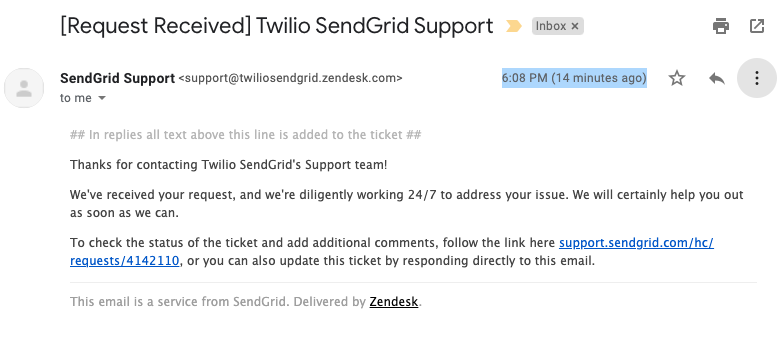 [Request Received] Twilio SendGrid Support
Inbox ×
SendGrid Support <support@twiliosendgrid.zendesk.com>
6:08 PM (14 minutes ago)
to me
## In replies all text above this line is added to the ticket ##
Thanks for contacting Twilio SendGrid's Support team!
We've received your request, and we're diligently working 24/7 to address your issue. We will certainly help you out
as soon as we can.
To check the status of the ticket and add additional comments, follow the link here support.sendgrid.com/hc/
requests/4142110, or you can also update this ticket by responding directly to this email.
This email is a service from SendGrid. Delivered by Zendesk.